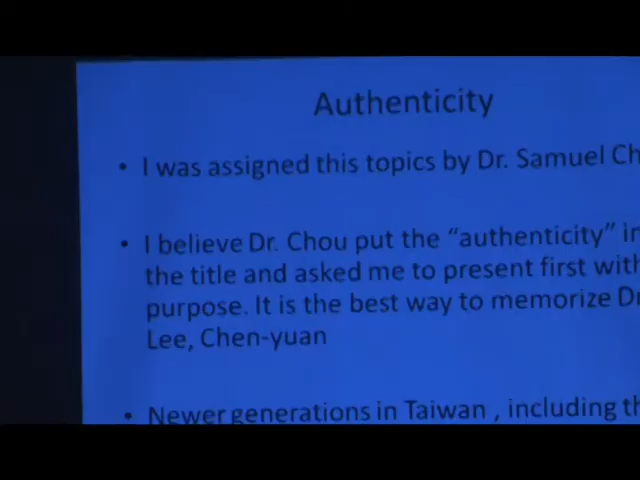 Authenticity
• I was assigned this topics by Dr. Samuel Ch
• I believe Dr. Chou put the “authenticity” in
the title and asked me to present first with
purpose. It is the best way to memorize Dr
Lee, Chen-yuan
• Newer generations in Taiwan , including th